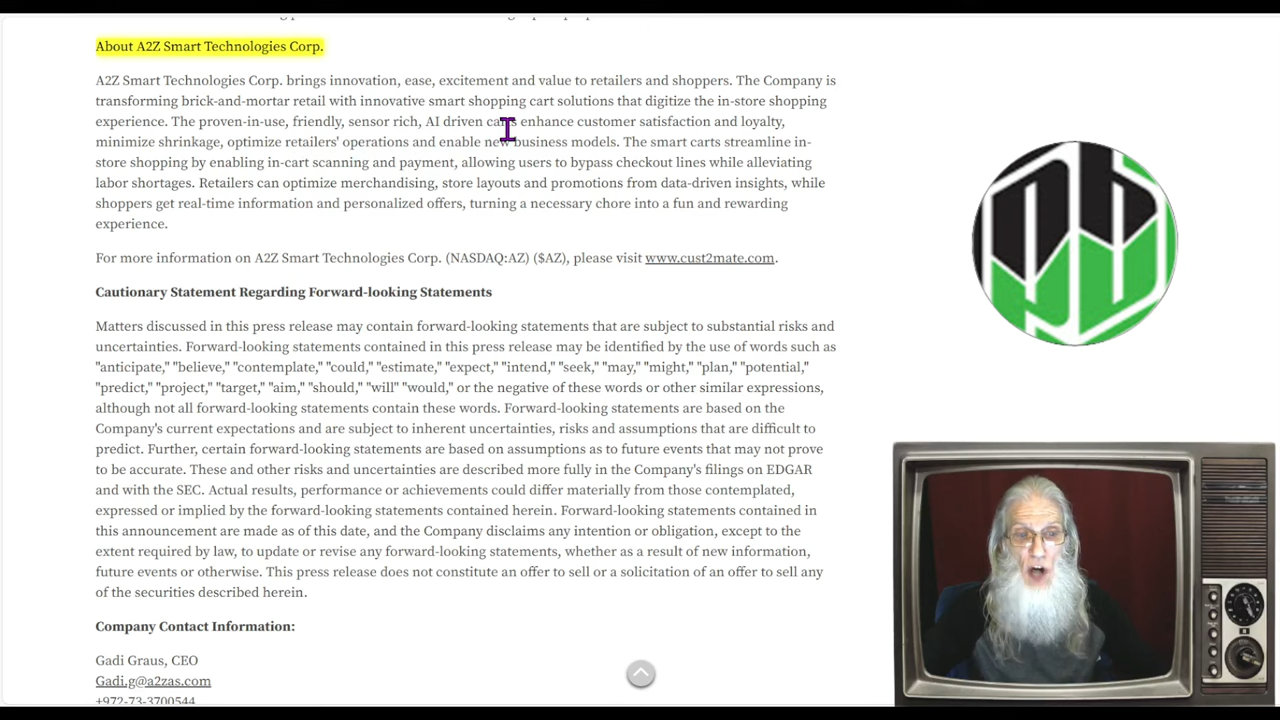 About A2Z Smart Technologies Corp.
A2Z Smart Technologies Corp. brings innovation, ease, excitement and value to retailers and shoppers. The Company is
transforming brick-and-mortar retail with innovative smart shopping cart solutions that digitize the in-store shopping
experience. The proven-in-use, friendly, sensor rich, AI driven carts enhance customer satisfaction and loyalty,
minimize shrinkage, optimize retailers' operations and enable new business models. The smart carts streamline in-
store shopping by enabling in-cart scanning and payment, allowing users to bypass checkout lines while alleviating
labor shortages. Retailers can optimize merchandising, store layouts and promotions from data-driven insights, while
shoppers get real-time information and personalized offers, turning a necessary chore into a fun and rewarding
experience.
For more information on A2Z Smart Technologies Corp. (NASDAQ:AZ) ($AZ), please visit www.cust2mate.com.
Cautionary Statement Regarding Forward-looking Statements
Matters discussed in this press release may contain forward-looking statements that are subject to substantial risks and
uncertainties. Forward-looking statements contained in this press release may be identified by the use of words such as
"anticipate," "believe," "contemplate," "could," "estimate," "expect," "intend," "seek," "may," "might," "plan," "potential,"
"predict," "project," "target," "aim," "should," "will" "would," or the negative of these words or other similar expressions,
although not all forward-looking statements contain these words. Forward-looking statements are based on the
Company's current expectations and are subject to inherent uncertainties, risks and assumptions that are difficult to
predict. Further, certain forward-looking statements are based on assumptions as to future events that may not prove
to be accurate. These and other risks and uncertainties are described more fully in the Company's filings on EDGAR
and with the SEC. Actual results, performance or achievements could differ materially from those contemplated,
expressed or implied by the forward-looking statements contained herein. Forward-looking statements contained in
this announcement are made as of this date, and the Company disclaims any intention or obligation, except to the
extent required by law, to update or revise any forward-looking statements, whether as a result of new information,
future events or otherwise. This press release does not constitute an offer to sell or a solicitation of an offer to sell any
of the securities described herein.
Company Contact Information:
Gadi Graus, CEO
Gadi.g@a2zas.com
+972-73-3700544